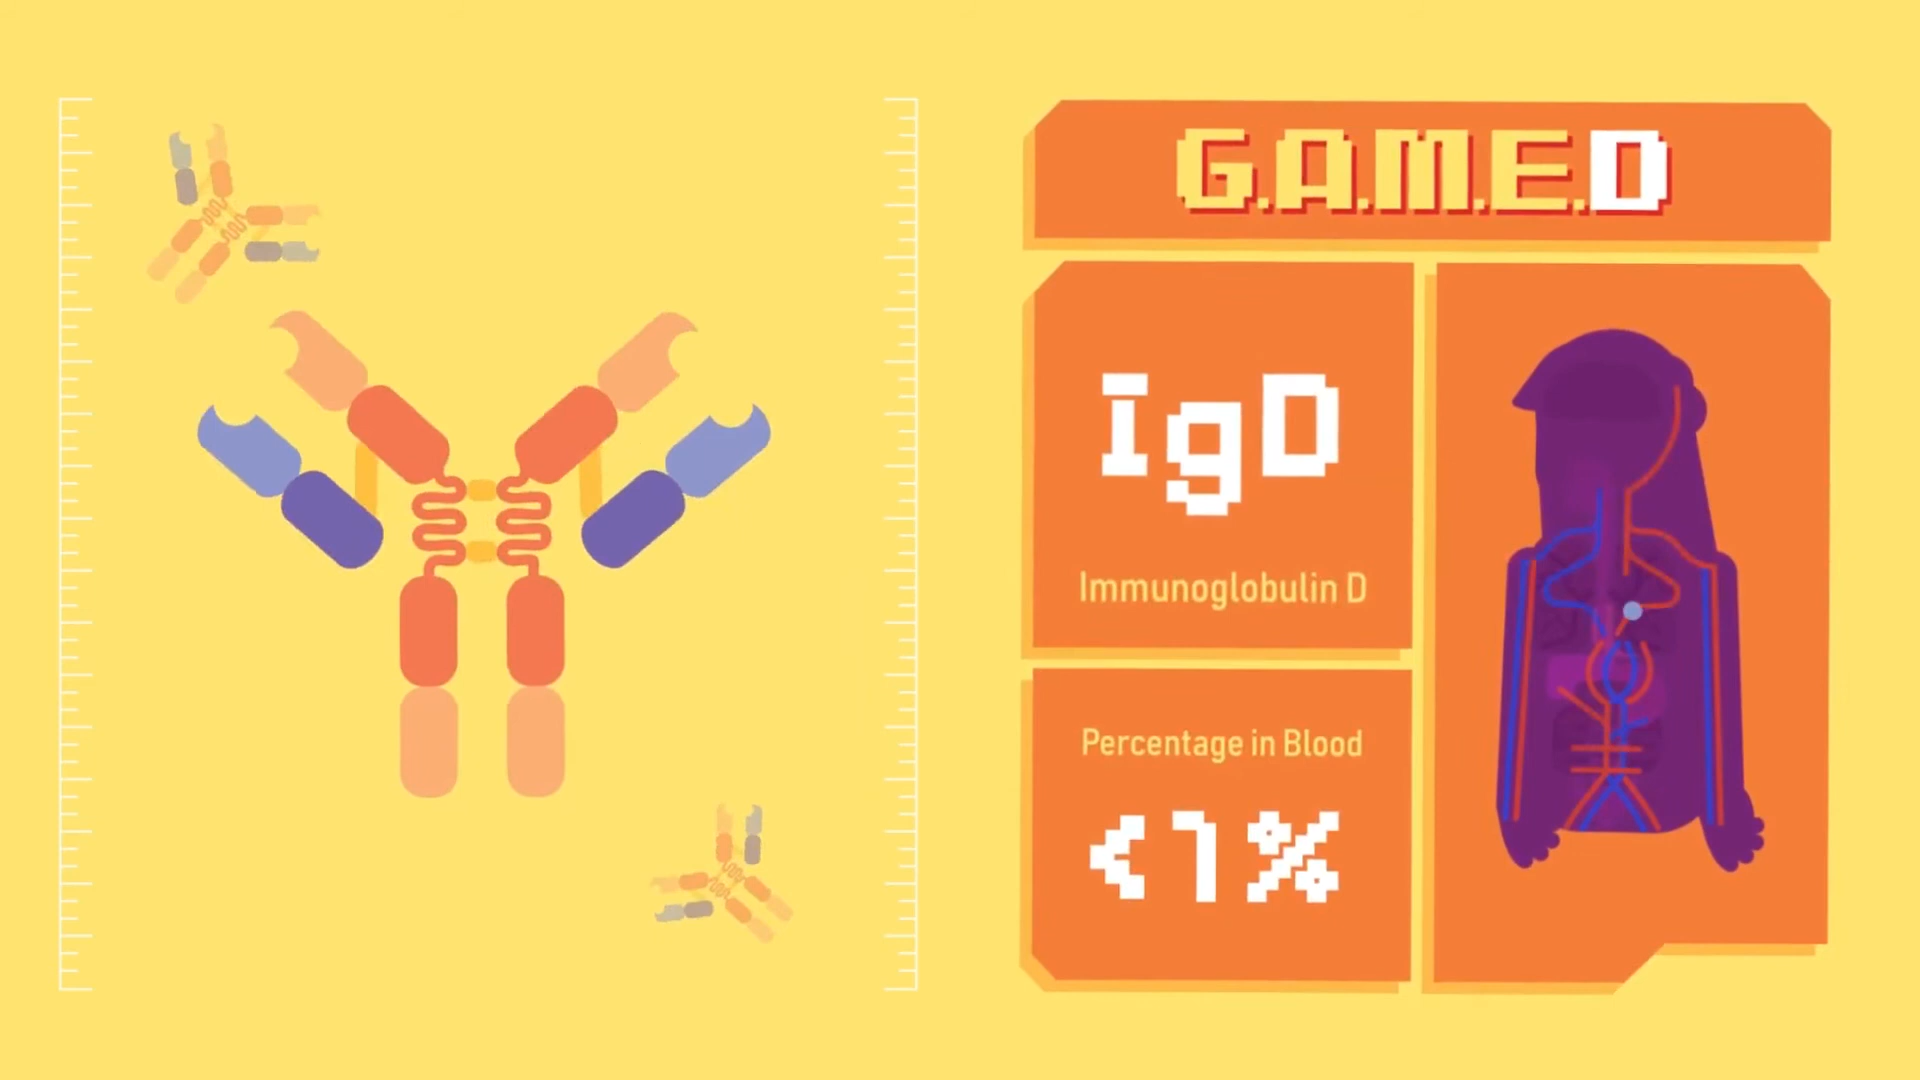 G.A.M.E.D
IgD
Immunoglobulin D
Percentage in Blood
<1%